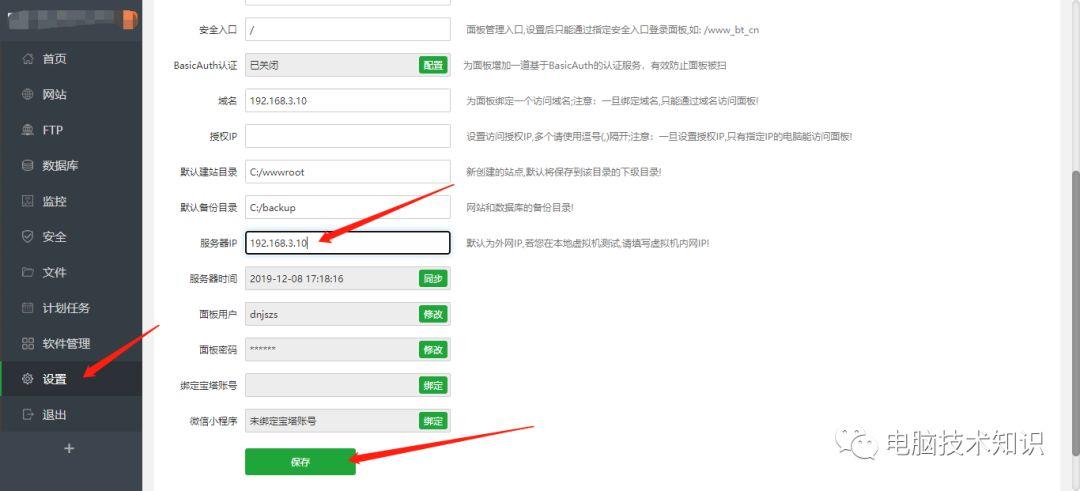 首页
网站
FTP
数据库
监控
安全
文件
计划任务
软件管理
设置
退出
+
安全入口 / 面板管理入口,设置后只能通过指定安全入口登录面板,如: /www_bt_cn
BasicAuth认证 已关闭 配置 为面板增加一道基于BasicAuth的认证服务，有效防止面板被扫
域名 192.168.3.10 为面板绑定一个访问域名;注意：一旦绑定域名,只能通过域名访问面板!
授权IP 设置访问授权IP,多个请使用逗号(,)隔开;注意：一旦设置授权IP,只有指定IP的电脑能访问面板!
默认建站目录 C:/wwwroot 新创建的站点,默认将保存到该目录的下级目录!
默认备份目录 C:/backup 网站和数据库的备份目录!
服务器IP 192.168.3.10 默认为外网IP,若您在本地虚拟机测试,请填写虚拟机内网IP!
服务器时间 2019-12-08 17:18:16 同步
面板用户 dnjszs 修改
面板密码 ****** 修改
绑定宝塔账号 绑定
微信小程序 未绑定宝塔账号 绑定
保存
电脑技术知识